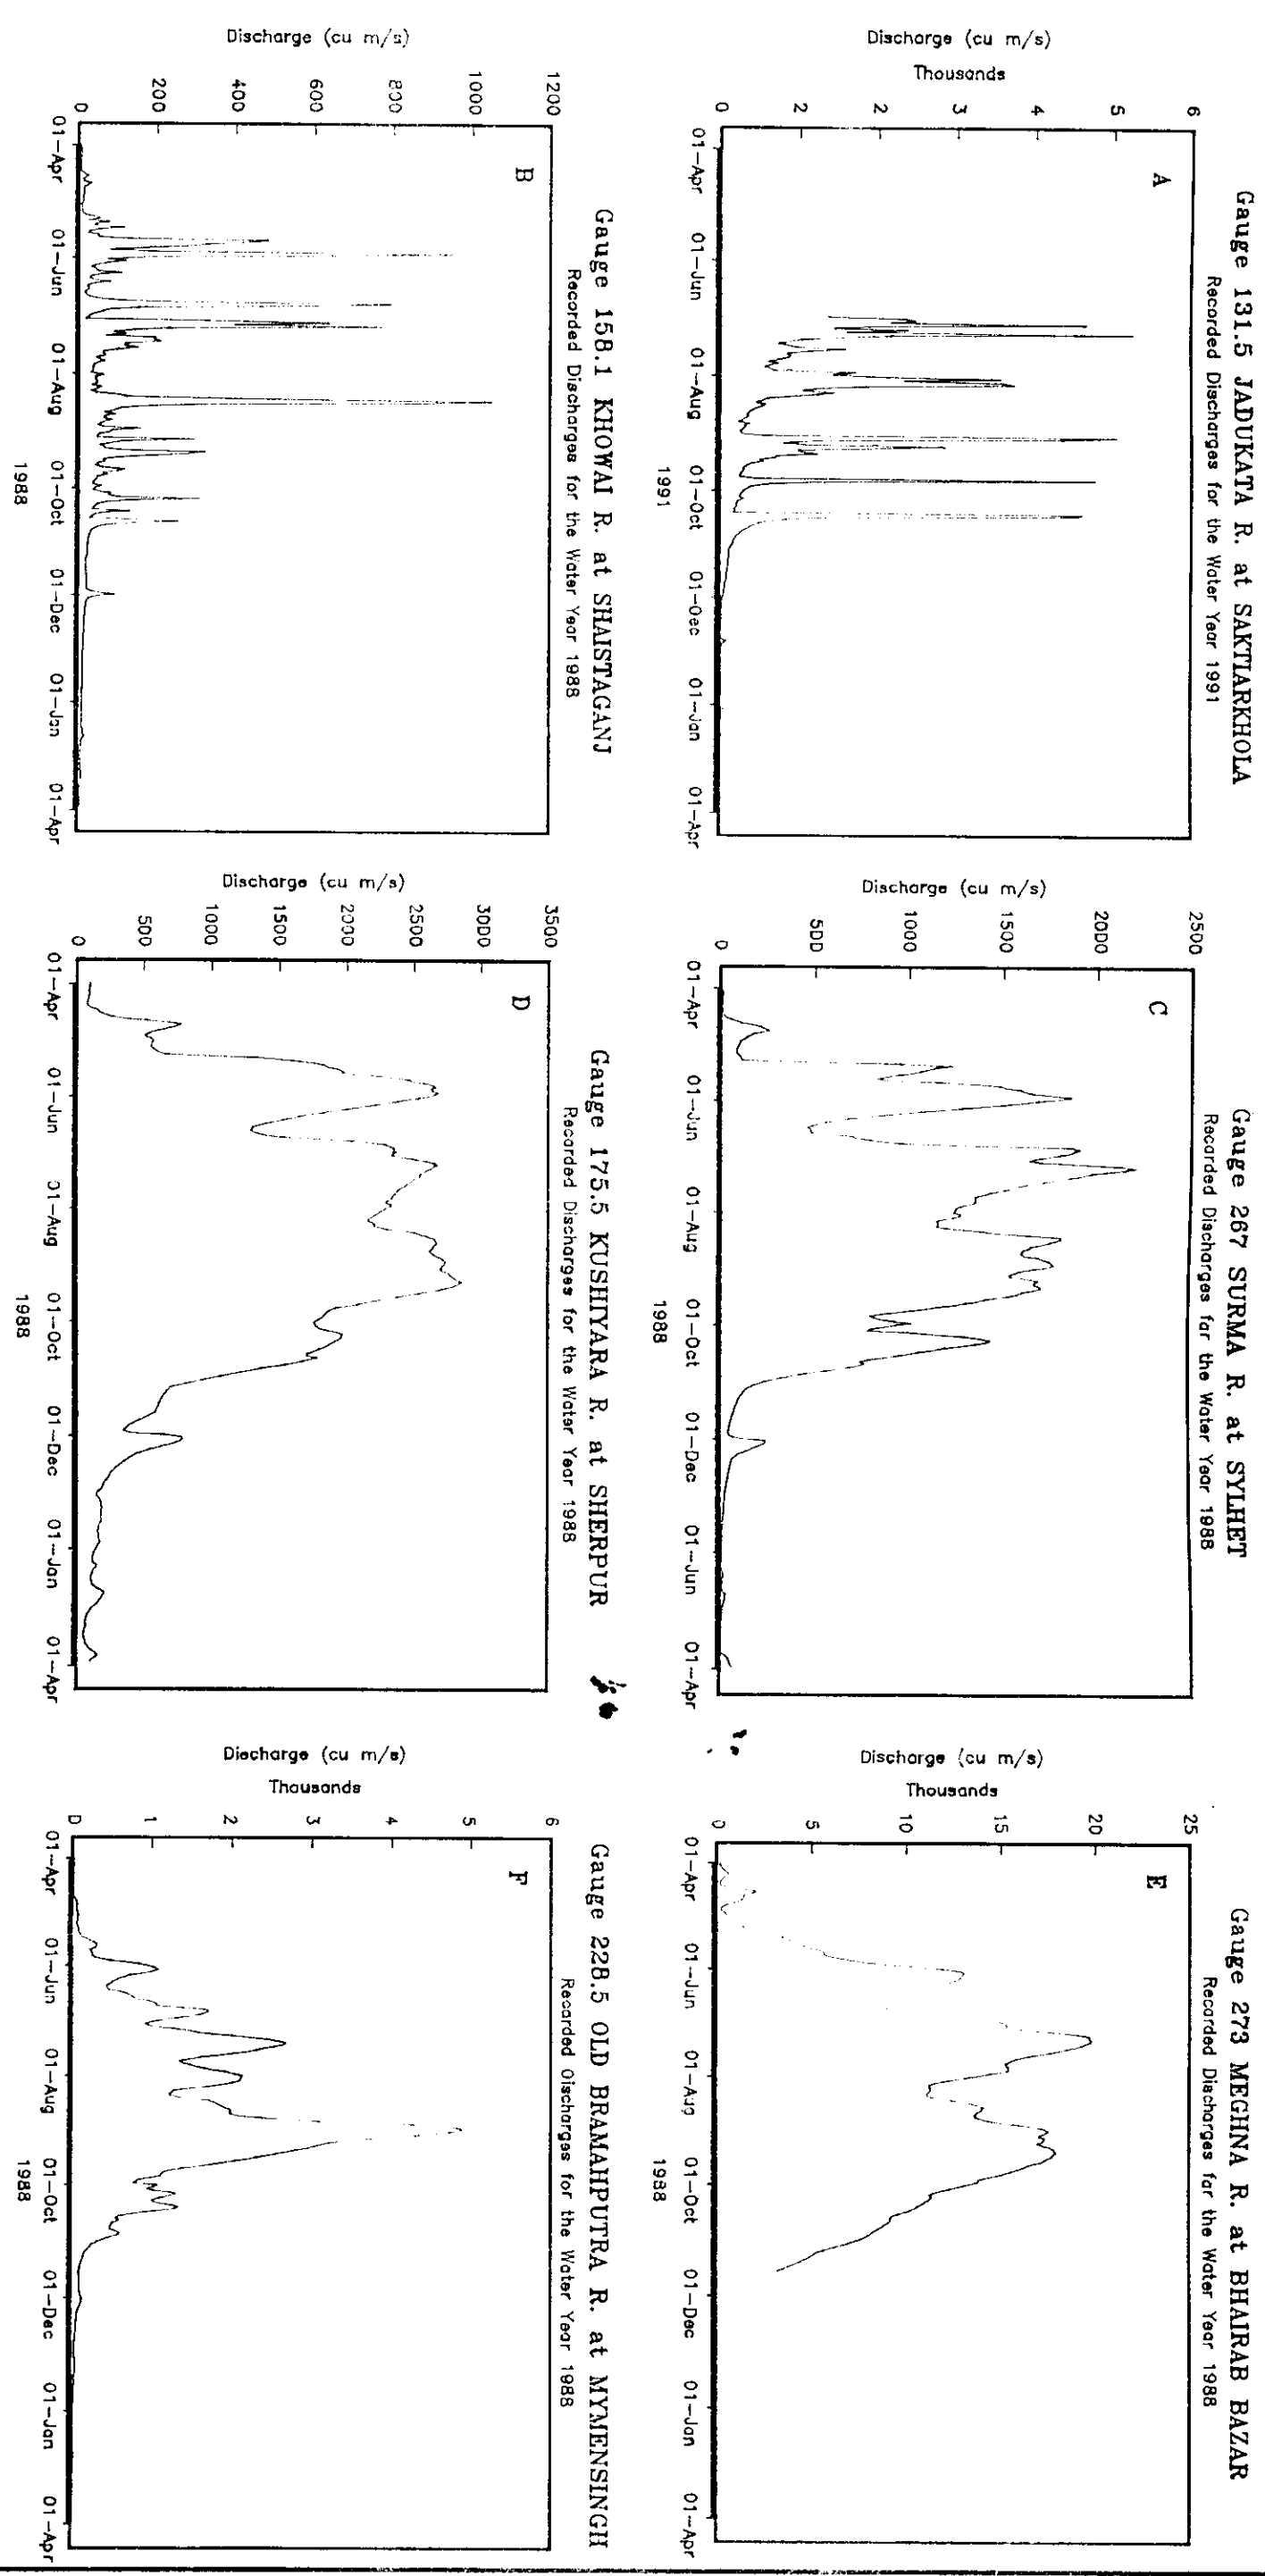 Gauge 131.5 JADUKATA R. at SAKTIARKHOLA
Recorded Discharges for the Water Year 1991
A
Discharge (cu m/s)
Thousands
6
5
4
3
2
2
0
01-Apr 01-Jun 01-Aug 01-Oct 01-Dec 01-Jan 01-Apr
1991
Gauge 267 SURMA R. at SYLHET
Recorded Discharges for the Water Year 1988
C
Discharge (cu m/s)
2500
2000
1500
1000
500
0
01-Apr 01-Jun 01-Aug 01-Oct 01-Dec 01-Jun 01-Apr
1988
Gauge 273 MEGHNA R. at BHAIRAB BAZAR
Recorded Discharges for the Water Year 1988
E
Discharge (cu m/s)
Thousands
25
20
15
10
5
0
01-Apr 01-Jun 01-Aug 01-Oct 01-Dec 01-Jan 01-Apr
1988
Gauge 158.1 KHOWAI R. at SHAISTAGANJ
Recorded Discharges for the Water Year 1988
B
Discharge (cu m/s)
1200
1000
800
600
400
200
0
01-Apr 01-Jun 01-Aug 01-Oct 01-Dec 01-Jan 01-Apr
1988
Gauge 175.5 KUSHIYARA R. at SHERPUR
Recorded Discharges for the Water Year 1988
D
Discharge (cu m/s)
3500
3000
2500
2000
1500
1000
500
0
01-Apr 01-Jun 01-Aug 01-Oct 01-Dec 01-Jan 01-Apr
1988
Gauge 228.5 OLD BRAMAHPUTRA R. at MYMENSINGH
Recorded Discharges for the Water Year 1988
F
Discharge (cu m/s)
Thousands
6
5
4
3
2
1
0
01-Apr 01-Jun 01-Aug 01-Oct 01-Dec 01-Jan 01-Apr
1988